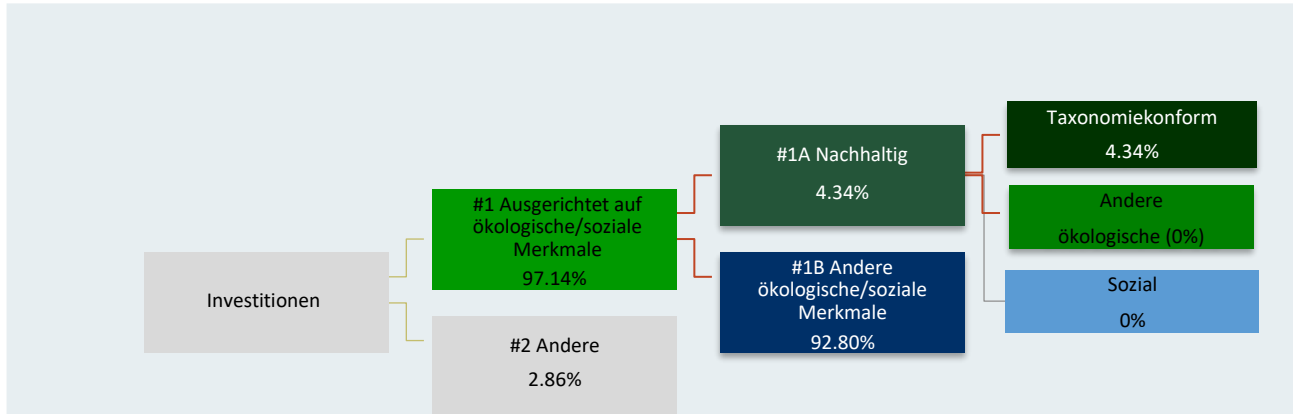 Investitionen
#1 Ausgerichtet auf
ökologische/soziale
Merkmale
97.14%
#2 Andere
2.86%
#1A Nachhaltig
4.34%
#1B Andere
ökologische/soziale
Merkmale
92.80%
Taxonomiekonform
4.34%
Andere
ökologische (0%)
Sozial
0%